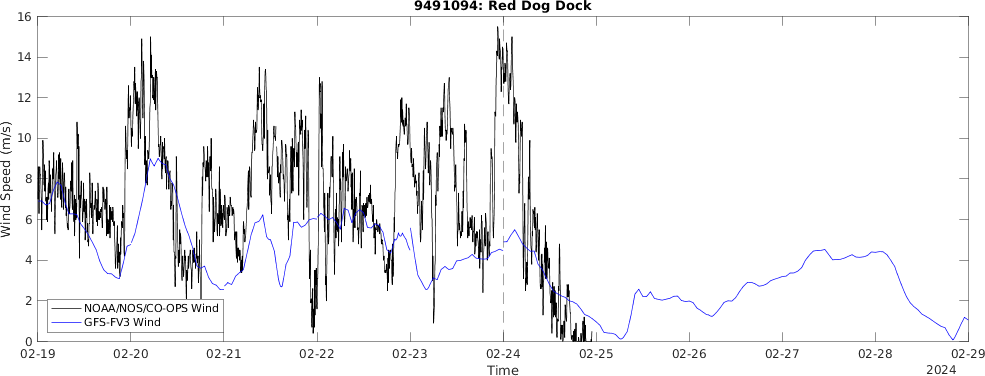 9491094: Red Dog Dock
Wind Speed (m/s)
16
14
12
10
8
6
4
2
0
NOAA/NOS/CO-OPS Wind
GFS-FV3 Wind
02-19 02-20 02-21 02-22 02-23 02-24 02-25 02-26 02-27 02-28 02-29
Time
2024